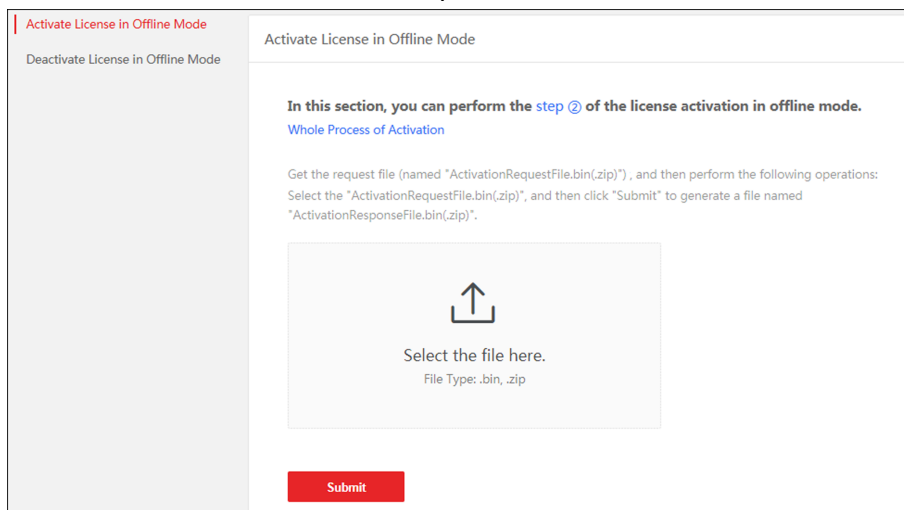 Activate License in Offline Mode
Deactivate License in Offline Mode
Activate License in Offline Mode
In this section, you can perform the step ② of the license activation in offline mode.
Whole Process of Activation
Get the request file (named "ActivationRequestFile.bin(.zip)") , and then perform the following operations:
Select the "ActivationRequestFile.bin(.zip)", and then click "Submit" to generate a file named
"ActivationResponseFile.bin(.zip)".
Select the file here.
File Type: .bin, .zip
Submit